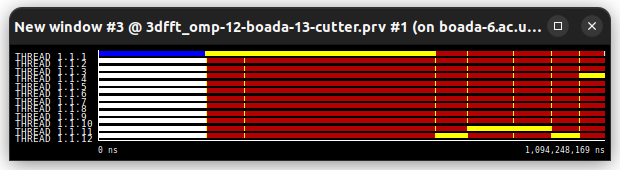 New window #3 @ 3dfft_omp-12-boada-13-cutter.prv #1 (on boada-6.ac.u...
THREAD 1.1.1
THREAD 1.1.2
THREAD 1.1.3
THREAD 1.1.4
THREAD 1.1.5
THREAD 1.1.6
THREAD 1.1.7
THREAD 1.1.8
THREAD 1.1.9
THREAD 1.1.10
THREAD 1.1.11
THREAD 1.1.12
0 ns
1,094,248,169 ns